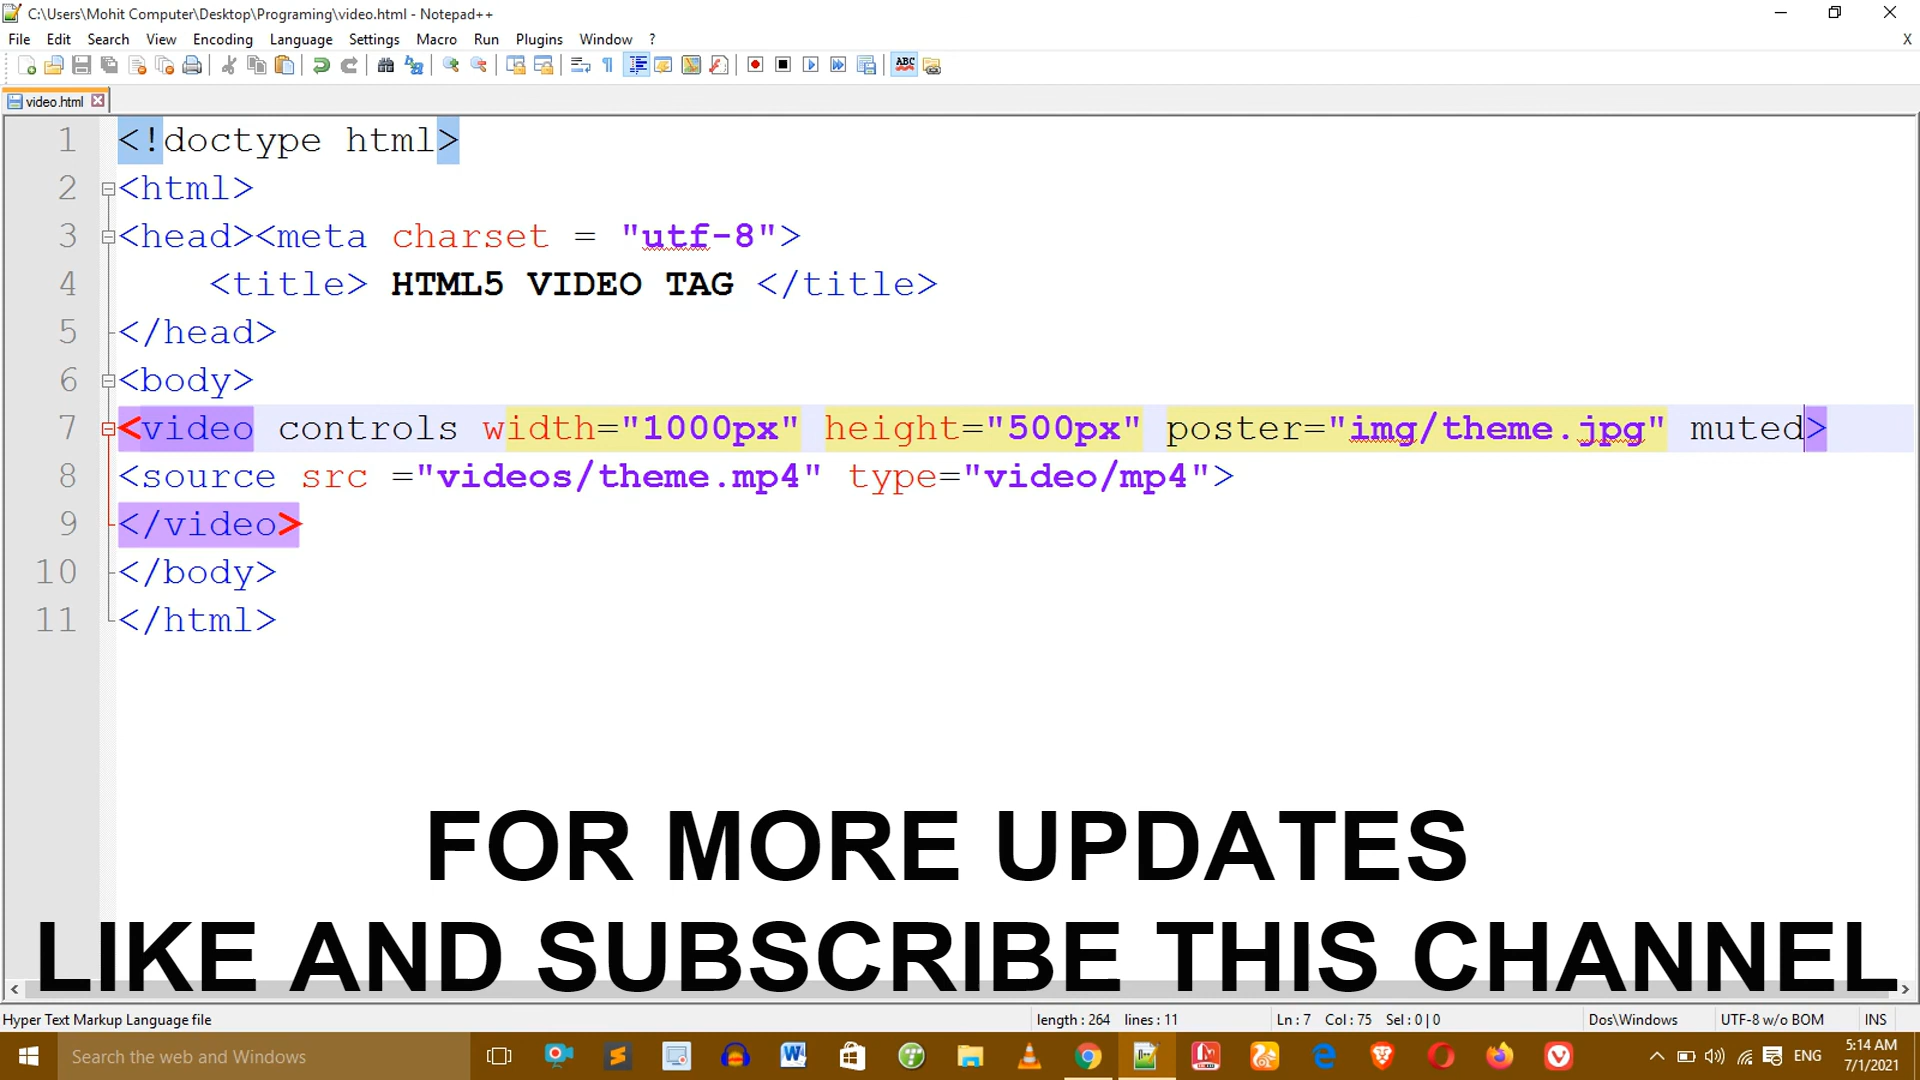 C:\Users\Mohit Computer\Desktop\Programing\video.html - Notepad++
File Edit Search View Encoding Language Settings Macro Run Plugins Window ? X
ABC
video.html
1 <!doctype html>
2 <html>
3 <head><meta charset = "utf-8">
4 <title> HTML5 VIDEO TAG </title>
5 </head>
6 <body>
7 <video controls width="1000px" height="500px" poster="img/theme.jpg" muted>
8 <source src ="videos/theme.mp4" type="video/mp4">
9 </video>
10 </body>
11 </html>
FOR MORE UPDATES
LIKE AND SUBSCRIBE THIS CHANNEL
Hyper Text Markup Language file length : 264 lines : 11 Ln : 7 Col : 75 Sel : 0 | 0 Dos\Windows UTF-8 w/o BOM INS
Search the web and Windows
ENG
5:14 AM
7/1/2021